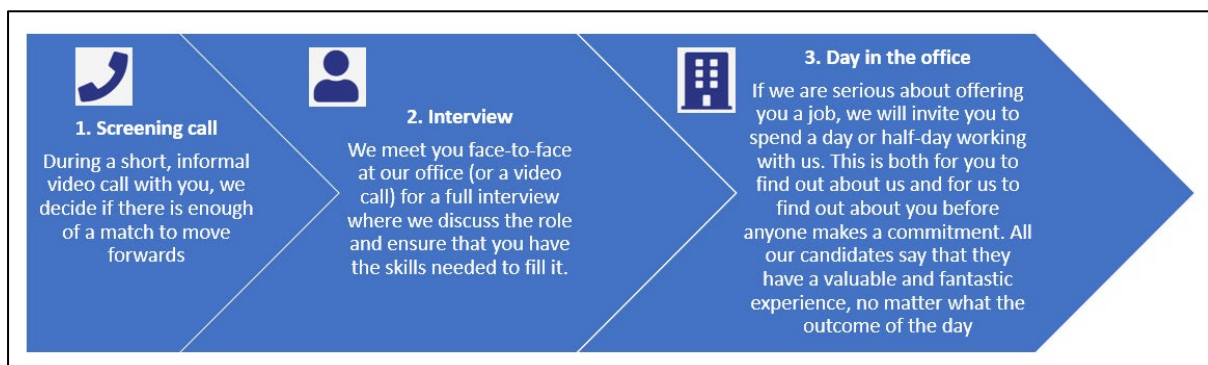 1. Screening call
During a short, informal
video call with you, we
decide if there is enough
of a match to move
forwards
2. Interview
We meet you face-to-face
at our office (or a video
call) for a full interview
where we discuss the role
and ensure that you have
the skills needed to fill it.
3. Day in the office
If we are serious about offering
you a job, we will invite you to
spend a day or half-day working
with us. This is both for you to
find out about us and for us to
find out about you before
anyone makes a commitment. All
our candidates say that they
have a valuable and fantastic
experience, no matter what the
outcome of the day